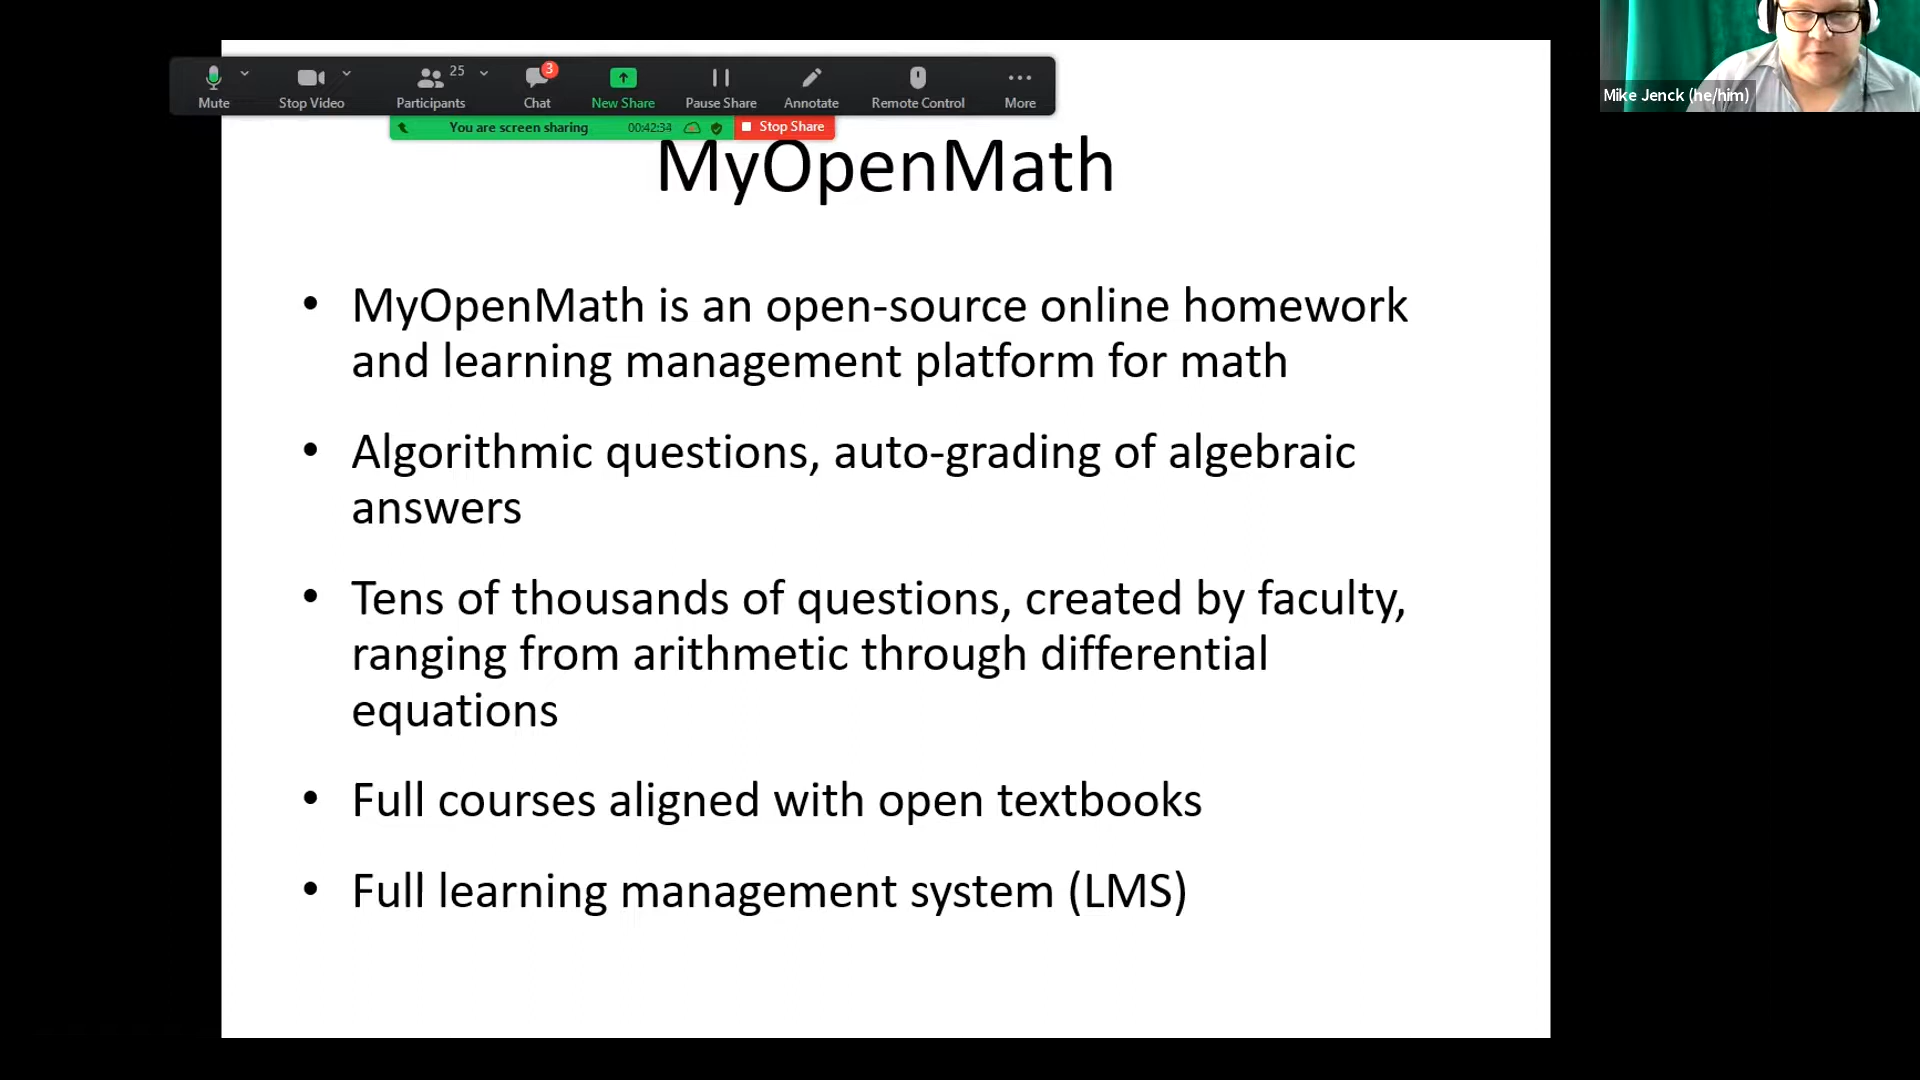 Mute
Stop Video
25
Participants
3
Chat
New Share
Pause Share
Annotate
Remote Control
More
You are screen sharing
00:42:34
Stop Share
Mike Jenck (he/him)
MyOpenMath
• MyOpenMath is an open-source online homework
and learning management platform for math
• Algorithmic questions, auto-grading of algebraic
answers
• Tens of thousands of questions, created by faculty,
ranging from arithmetic through differential
equations
• Full courses aligned with open textbooks
• Full learning management system (LMS)